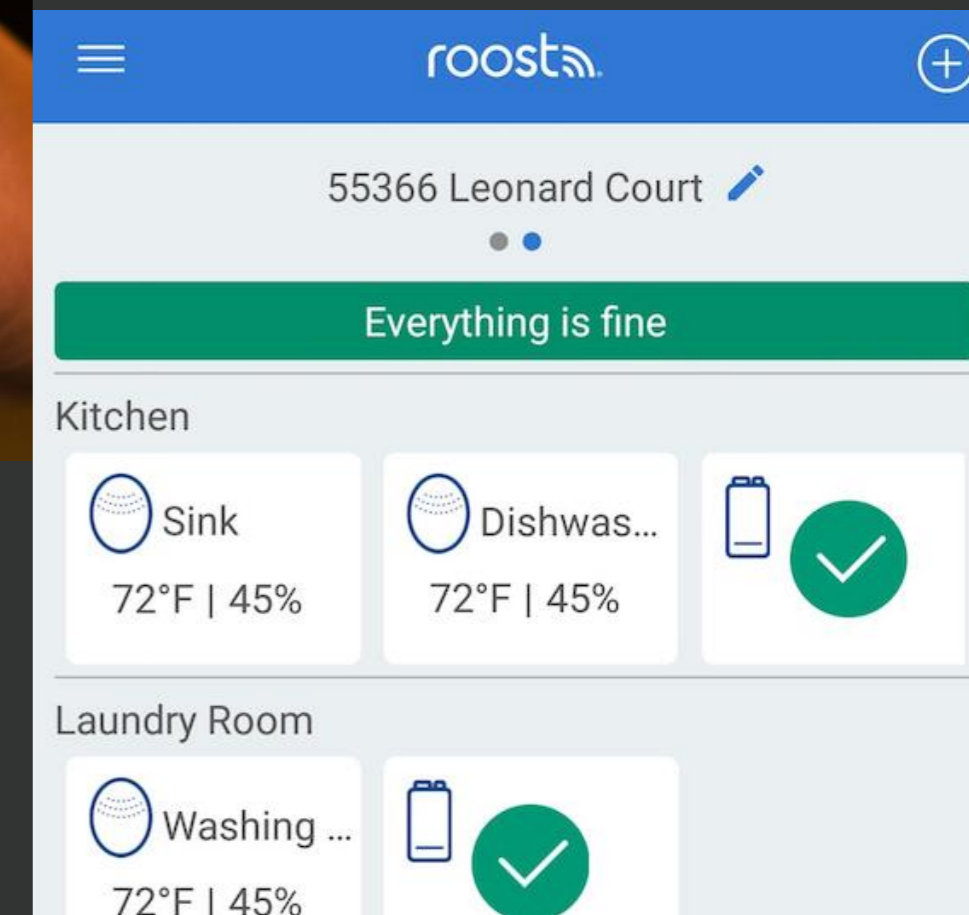 roost
55366 Leonard Court
Everything is fine
Kitchen
Sink
72°F | 45%
Dishwas...
72°F | 45%
Laundry Room
Washing ...
72°F | 45%